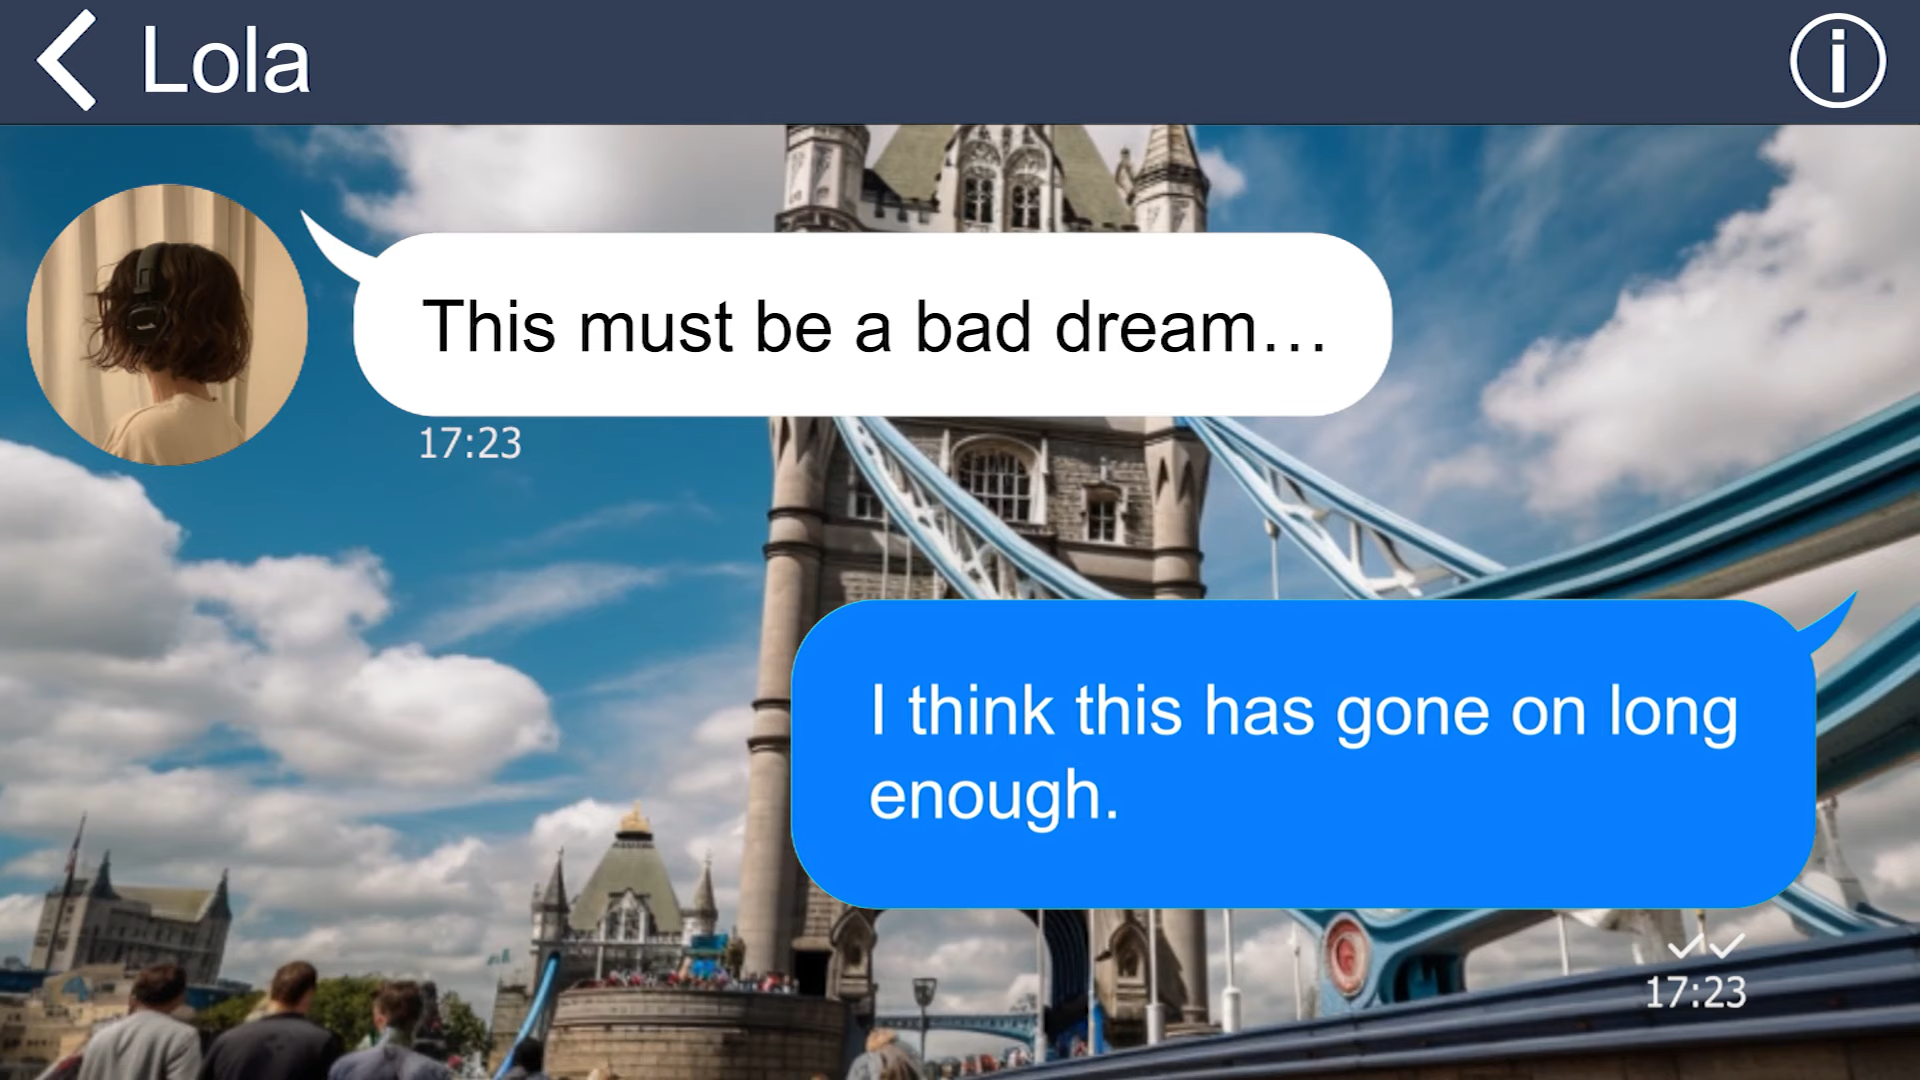 Lola
This must be a bad dream…
17:23
I think this has gone on long
enough.
17:23